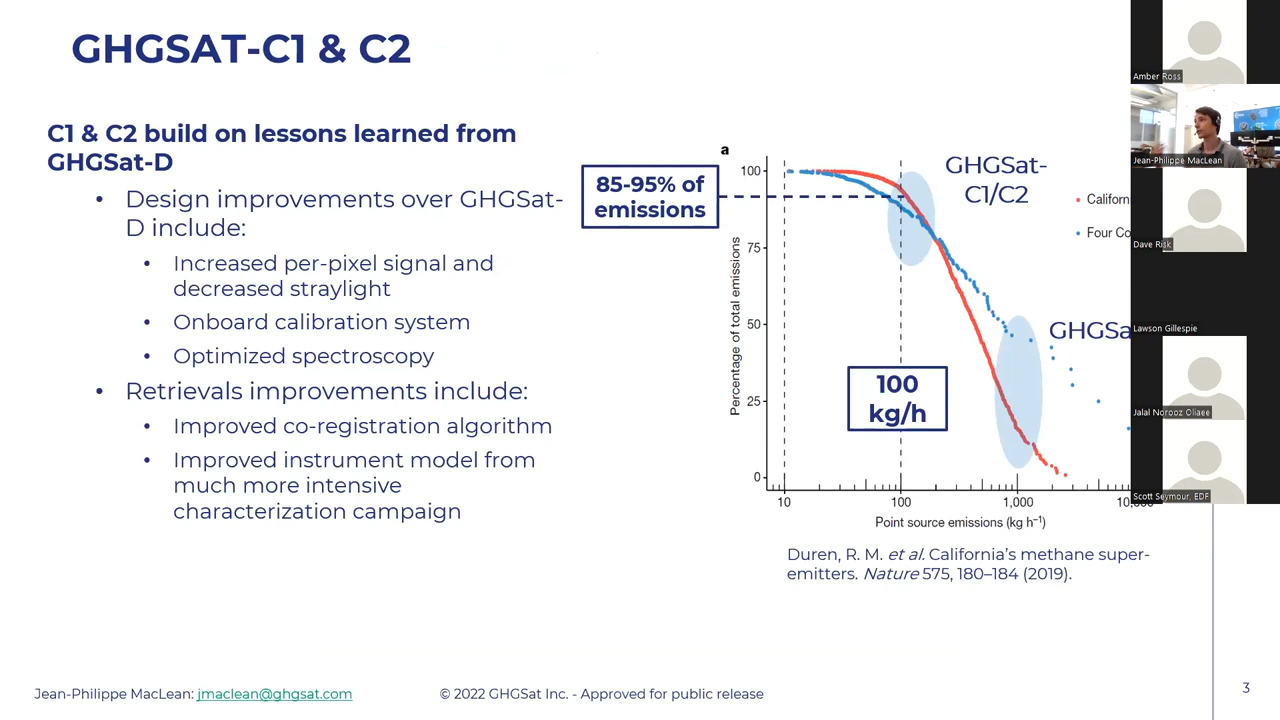 GHGSAT-C1 & C2
C1 & C2 build on lessons learned from
GHGSat-D
• Design improvements over GHGSat-
D include:
• Increased per-pixel signal and
decreased straylight
• Onboard calibration system
• Optimized spectroscopy
• Retrievals improvements include:
• Improved co-registration algorithm
• Improved instrument model from
much more intensive
characterization campaign
85-95% of
emissions
a
GHGSat-
C1/C2
Californ
Four Co
GHGSa
100
kg/h
Percentage of total emissions
100
75
50
25
0
10 100 1,000 10,000
Point source emissions (kg h⁻¹)
Duren, R. M. et al. California's methane super-
emitters. Nature 575, 180–184 (2019).
Amber Ross
Jean-Philippe MacLean
Dave Risk
Lawson Gillespie
Jalal Norooz Oliaee
Scott Seymour, EDF
Jean-Philippe MacLean: jmaclean@ghgsat.com
© 2022 GHGSat Inc. - Approved for public release
3